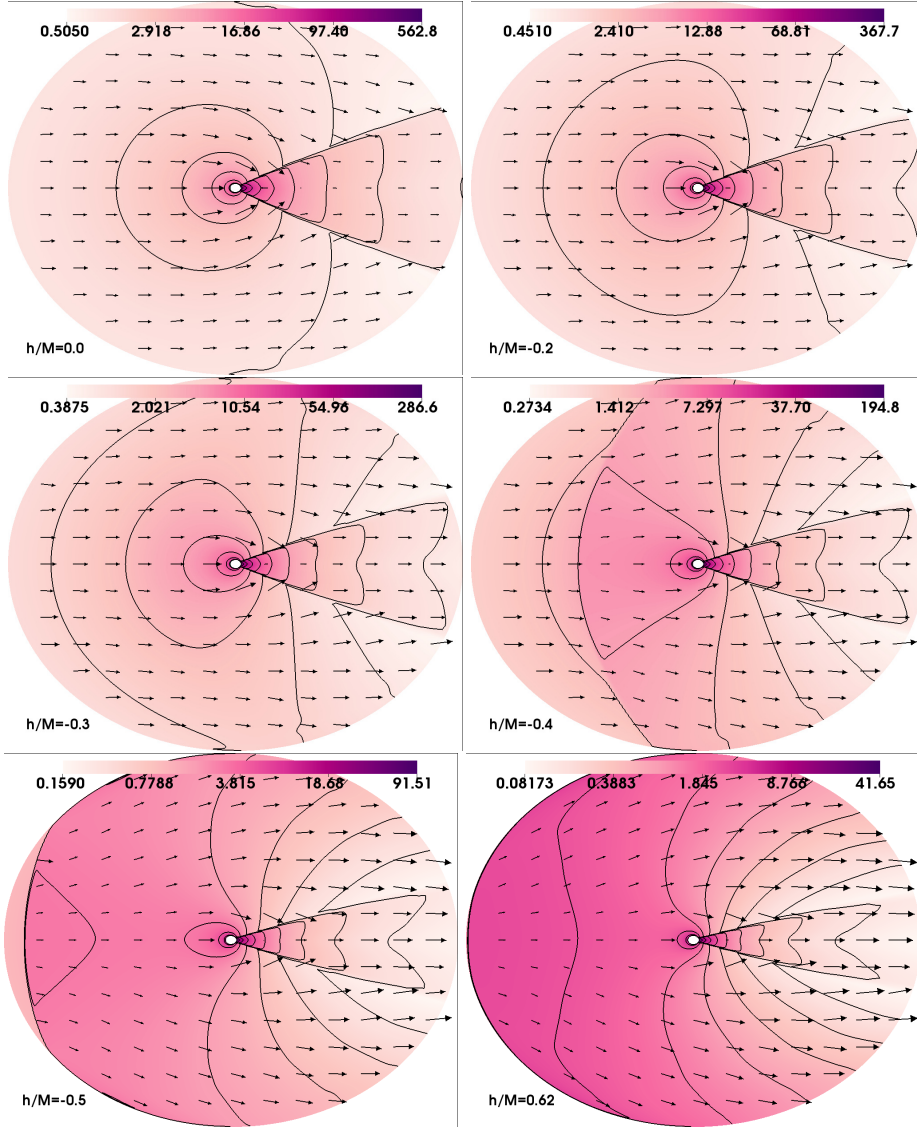 0.5050 2.918 16.86 97.40 562.8
h/M=0.0
0.4510 2.410 12.88 68.81 367.7
h/M=-0.2
0.3875 2.021 10.54 54.96 286.6
h/M=-0.3
0.2734 1.412 7.297 37.70 194.8
h/M=-0.4
0.1590 0.7788 3.815 18.68 91.51
h/M=-0.5
0.08173 0.3883 1.845 8.766 41.65
h/M=0.62